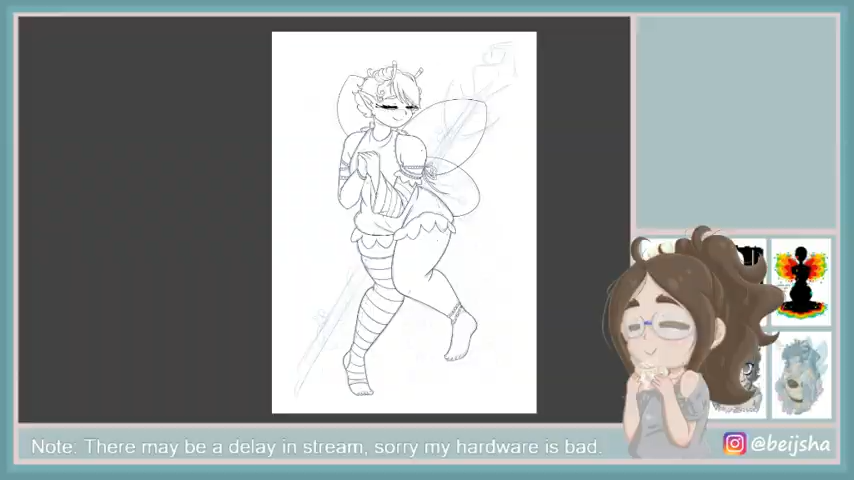 Note: There may be a delay in stream, sorry my hardware is bad.
@beijsha